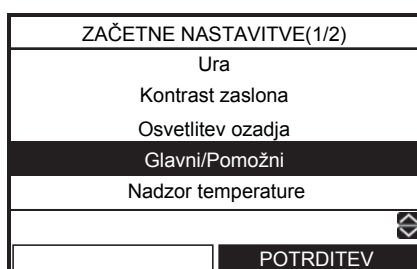 ZAČETNE NASTAVITVE(1/2)
Ura
Kontrast zaslona
Osvetlitev ozadja
Glavni/Pomožni
Nadzor temperature
POTRDITEV